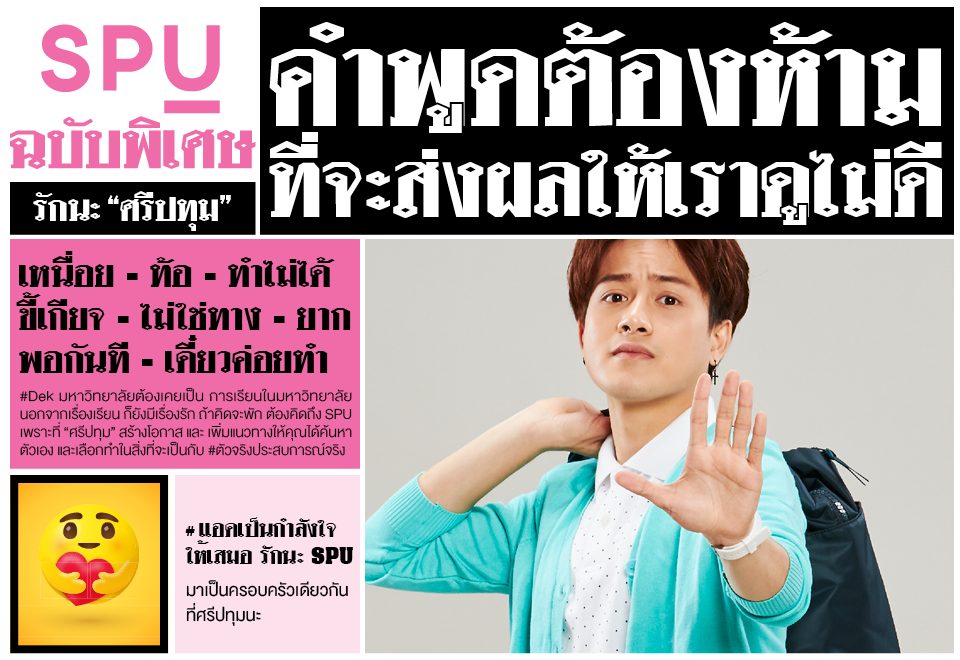 SPU
ฉบับพิเศษ
รักนะ “ศรีปทุม”
คำพูดต้องห้าม
ที่จะส่งผลให้เราดูไม่ดี
เหนื่อย - ท้อ - ทำไม่ได้
ขี้เกียจ - ไม่ใช่ทาง - ยาก
พอกันที - เดี๋ยวค่อยทำ
#Dek มหาวิทยาลัยต้องเคยเป็น การเรียนในมหาวิทยาลัย
นอกจากเรื่องเรียน ก็ยังมีเรื่องรัก ถ้าคิดจะพัก ต้องคิดถึง SPU
เพราะที่ “ศรีปทุม” สร้างโอกาส และ เพิ่มแนวทางให้คุณได้ค้นหา
ตัวเอง และเลือกทำในสิ่งที่จะเป็นกับ #ตัวจริงประสบการณ์จริง
#แอดเป็นกำลังใจ
ให้เสมอ รักนะ SPU
มาเป็นครอบครัวเดียวกัน
ที่ศรีปทุมนะ